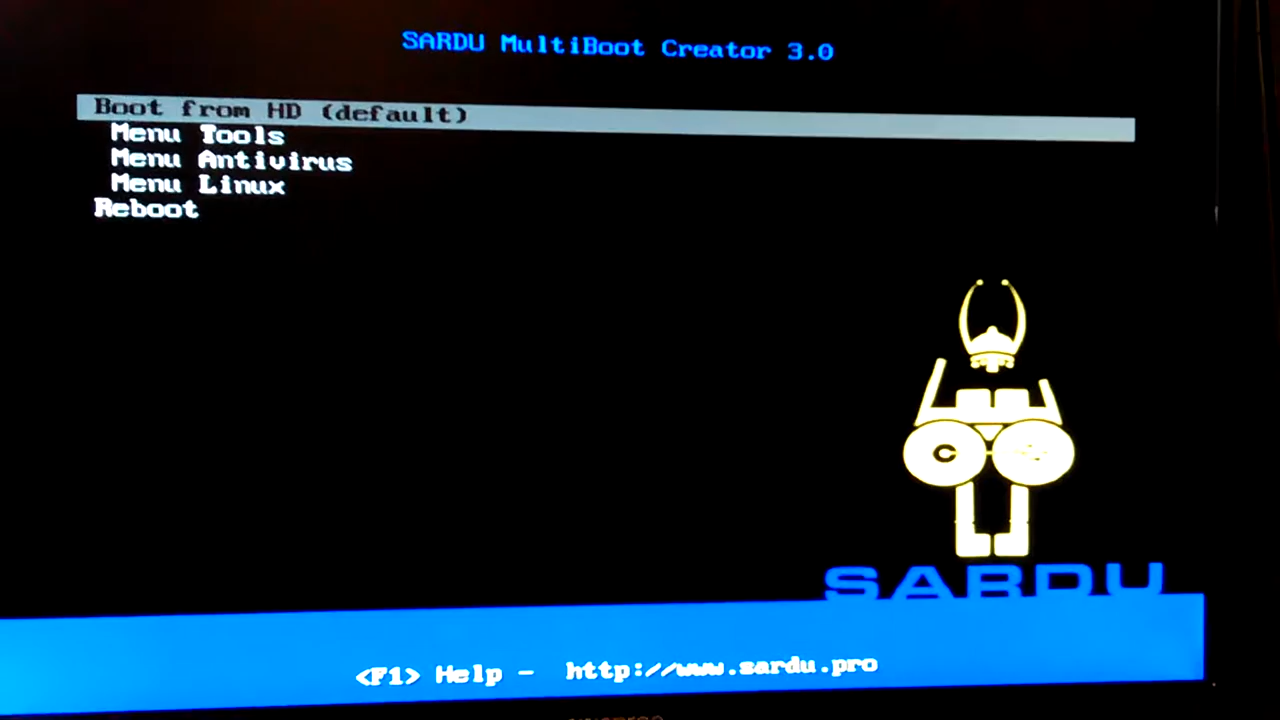 SARDU MultiBoot Creator 3.0
Boot from HD (default)
Menu Tools
Menu Antivirus
Menu Linux
Reboot
C
SARDU
<F1> Help - http://www.sardu.pro